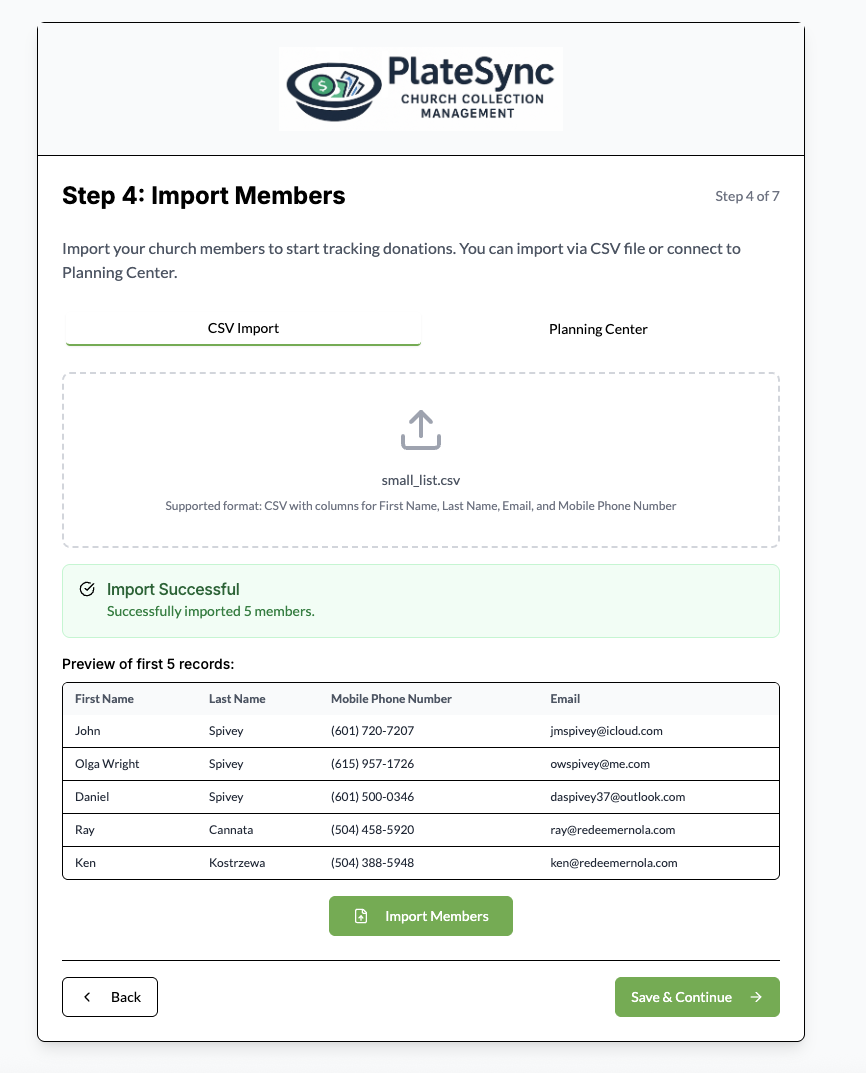 PlateSync
CHURCH COLLECTION
MANAGEMENT
$
Step 4: Import Members
Step 4 of 7
Import your church members to start tracking donations. You can import via CSV file or connect to
Planning Center.
CSV Import
Planning Center
small_list.csv
Supported format: CSV with columns for First Name, Last Name, Email, and Mobile Phone Number
Import Successful
Successfully imported 5 members.
Preview of first 5 records:
First Name Last Name Mobile Phone Number Email
John Spivey (601) 720-7207 jmspivey@icloud.com
Olga Wright Spivey (615) 957-1726 owspivey@me.com
Daniel Spivey (601) 500-0346 daspivey37@outlook.com
Ray Cannata (504) 458-5920 ray@redeemernola.com
Ken Kostrzewa (504) 388-5948 ken@redeemernola.com
Import Members
Back
Save & Continue